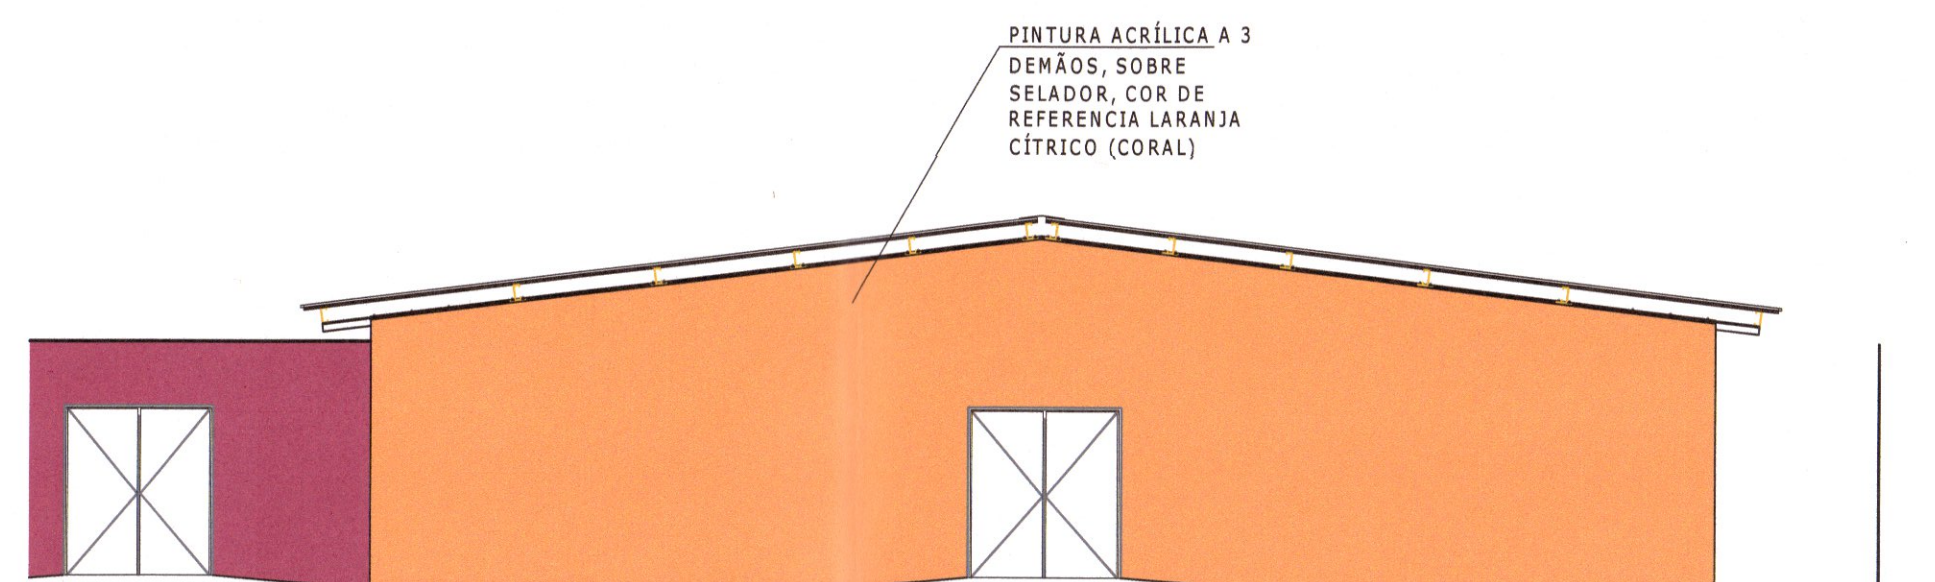 PINTURA ACRÍLICA A 3
DEMÃOS, SOBRE
SELADOR, COR DE
REFERENCIA LARANJA
CÍTRICO (CORAL)